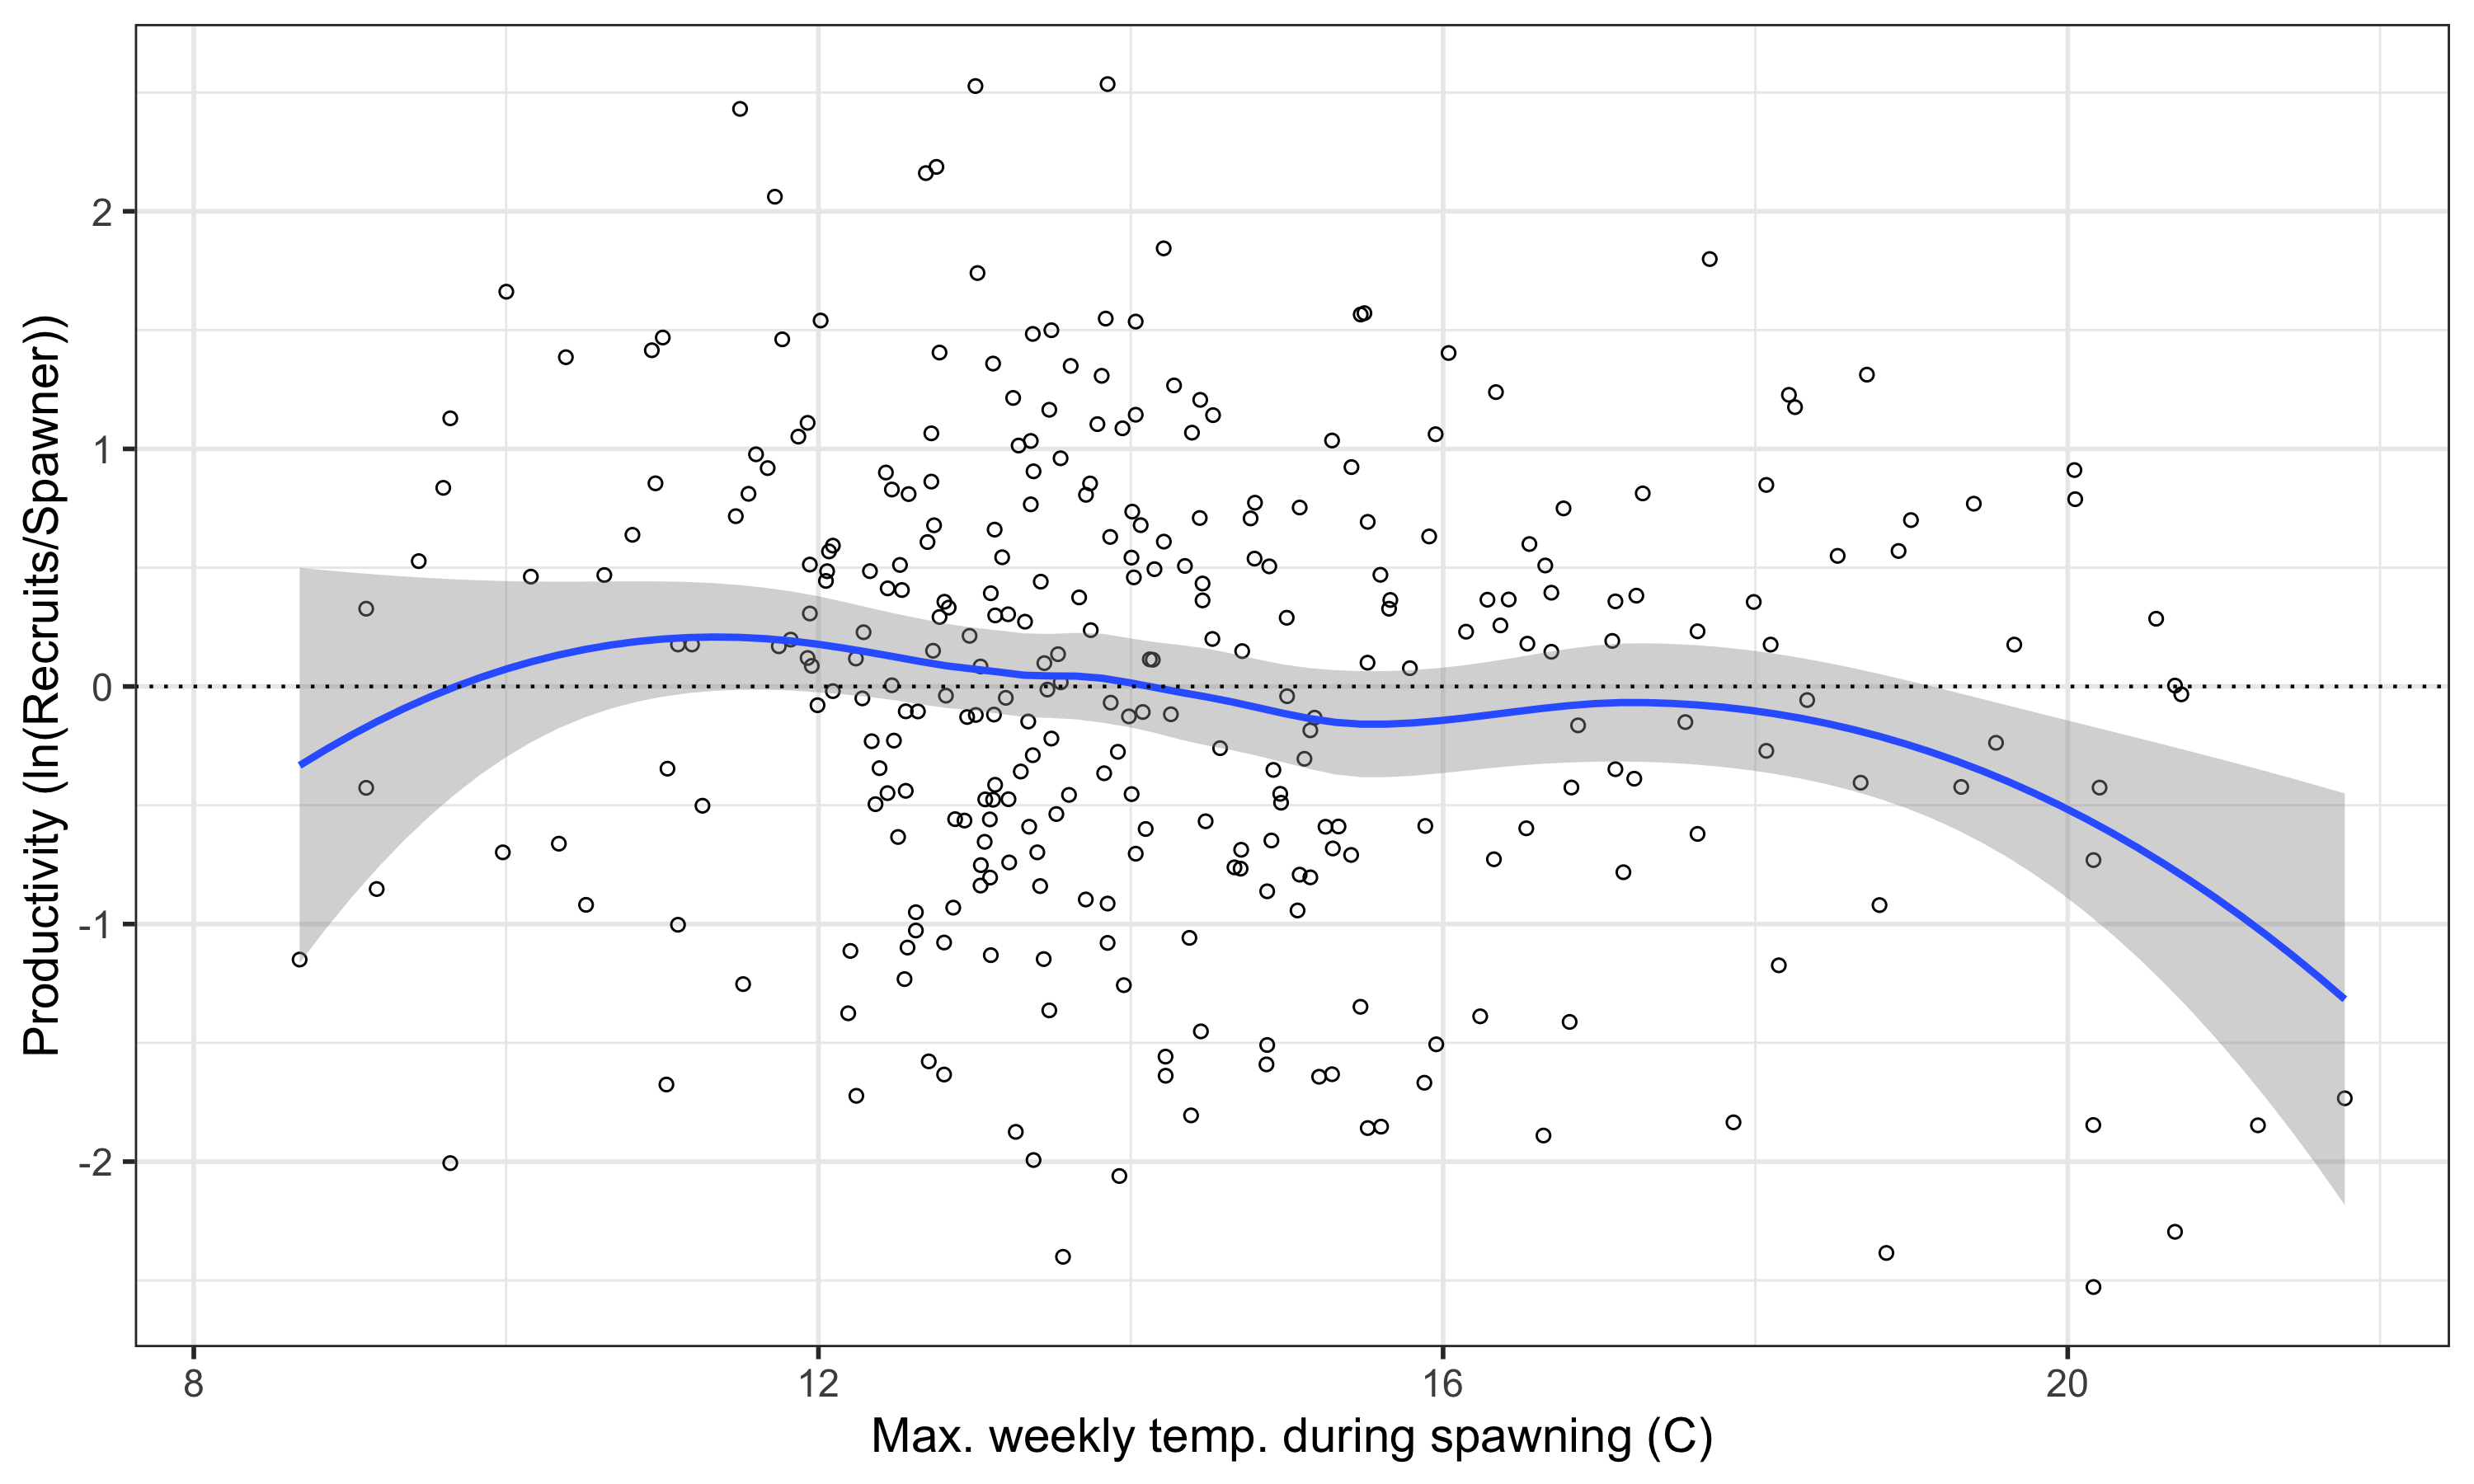 Productivity (ln(Recruits/Spawner))
2
1
0
-1
-2
8 12 16 20
Max. weekly temp. during spawning (C)